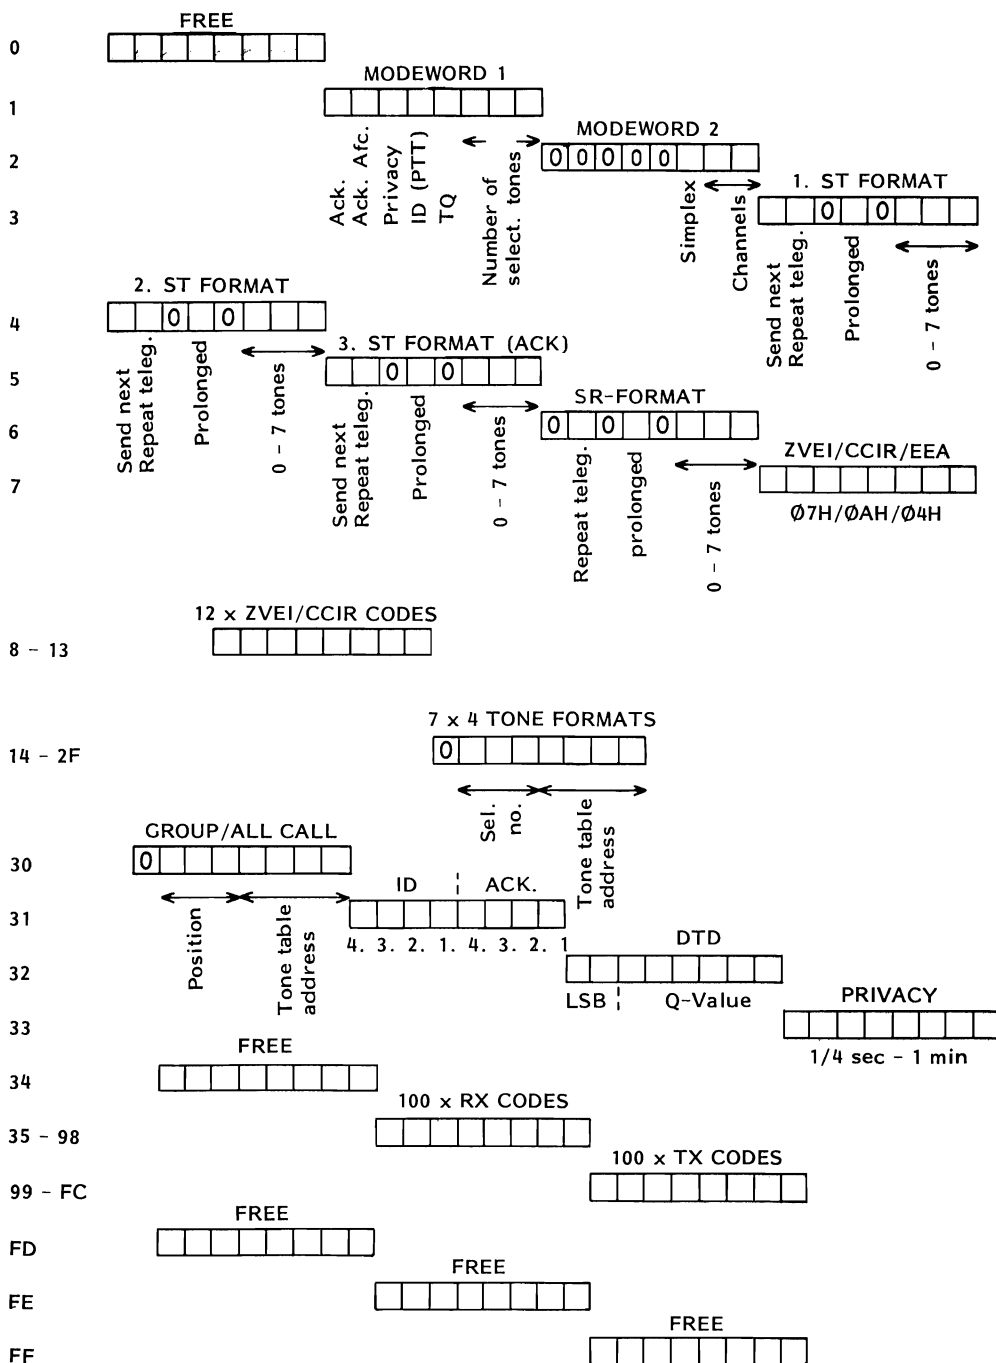 FREE
0
MODEWORD 1
1
Ack.
Ack. Afc.
Privacy
ID (PTT)
TQ
Number of
select. tones
MODEWORD 2
2
0 0 0 0 0
Simplex
Channels
1. ST FORMAT
3
0 0
Send next
Repeat teleg.
Prolonged
0 - 7 tones
2. ST FORMAT
4
0 0
Send next
Repeat teleg.
Prolonged
0 - 7 tones
3. ST FORMAT (ACK)
5
0 0
Send next
Repeat teleg.
Prolonged
0 - 7 tones
SR-FORMAT
6
0 0 0
Repeat teleg.
prolonged
0 - 7 tones
ZVEI/CCIR/EEA
7
Ø7H/ØAH/Ø4H
12 x ZVEI/CCIR CODES
8 - 13
7 x 4 TONE FORMATS
14 - 2F
0
Sel.
no.
Tone table
address
GROUP/ALL CALL
30
0
Position
Tone table
address
ID ACK.
31
4. 3. 2. 1. 4. 3. 2. 1
DTD
32
LSB Q-Value
PRIVACY
33
1/4 sec - 1 min
FREE
34
100 x RX CODES
35 - 98
100 x TX CODES
99 - FC
FREE
FD
FREE
FE
FREE
FF